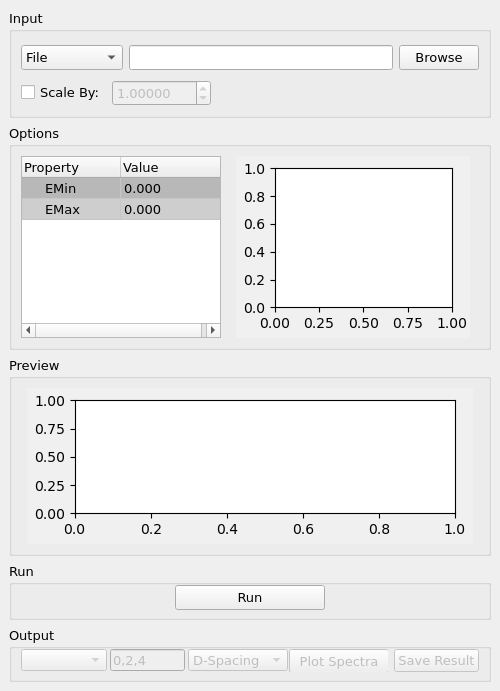 Input
File Browse
Scale By: 1.00000
Options
Property Value
EMin 0.000
EMax 0.000
1.0
0.8
0.6
0.4
0.2
0.0
0.00 0.25 0.50 0.75 1.00
Preview
1.00
0.75
0.50
0.25
0.00
0.0 0.2 0.4 0.6 0.8 1.0
Run
Run
Output
0,2,4 D-Spacing Plot Spectra Save Result